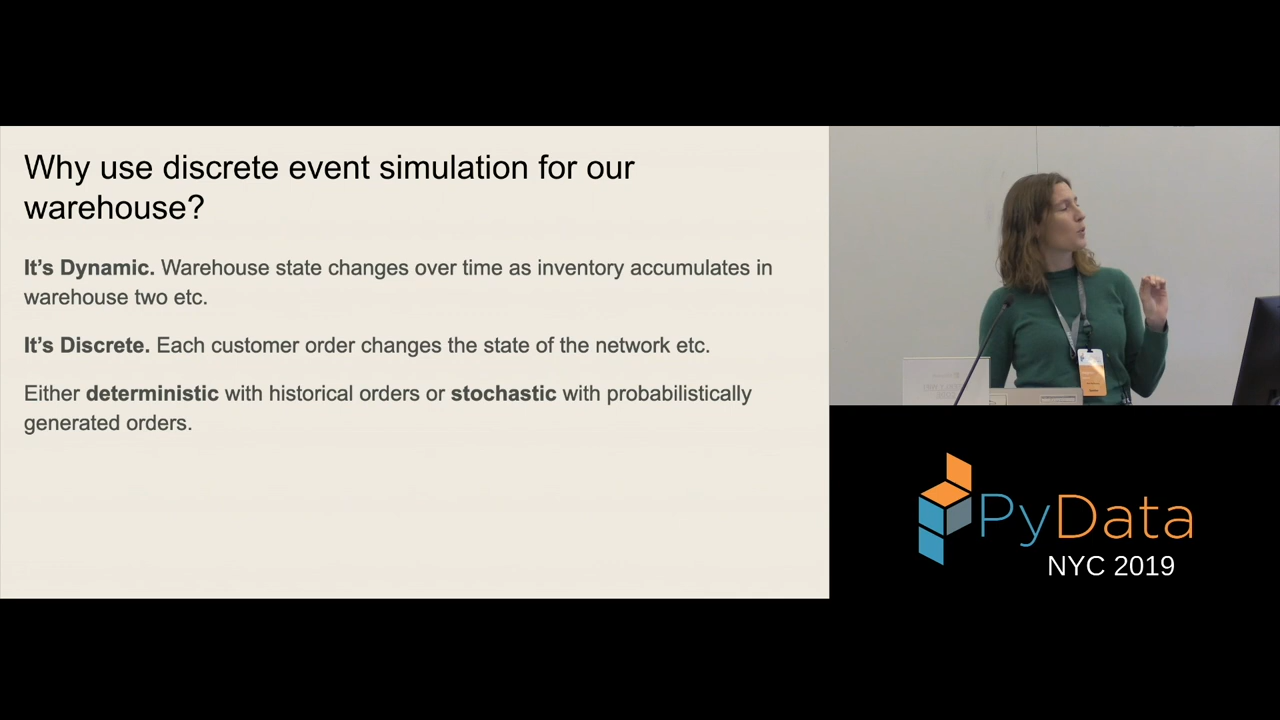 Why use discrete event simulation for our
warehouse?
It's Dynamic. Warehouse state changes over time as inventory accumulates in
warehouse two etc.
It's Discrete. Each customer order changes the state of the network etc.
Either deterministic with historical orders or stochastic with probabilistically
generated orders.
PyData
NYC 2019